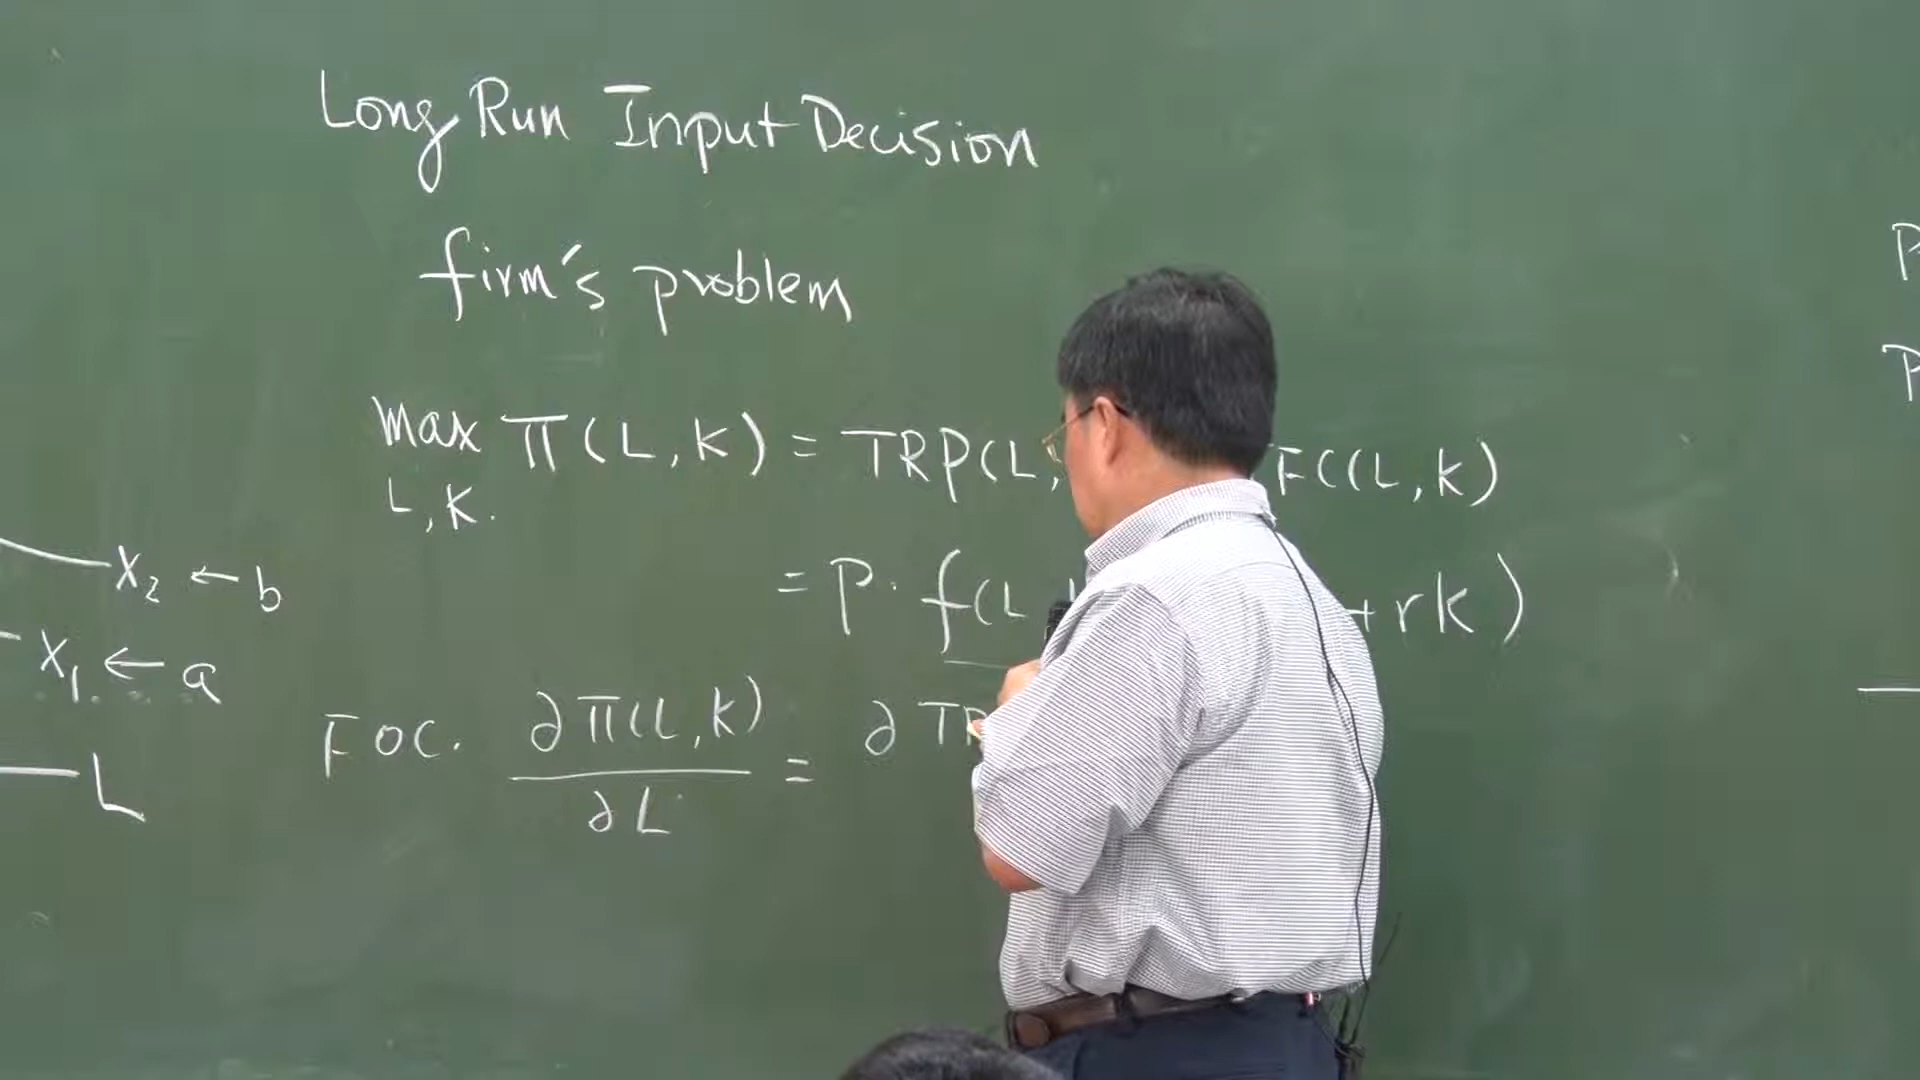 Long Run Input Decision
firm's problem
max π(L,K) = TRP(L, FC(L,K)
L,K.
= P. f(L +rk)
X₂ ← b
X₁ ← a
FOC. ∂π(L,K) = ∂TR
∂L
L
P
P